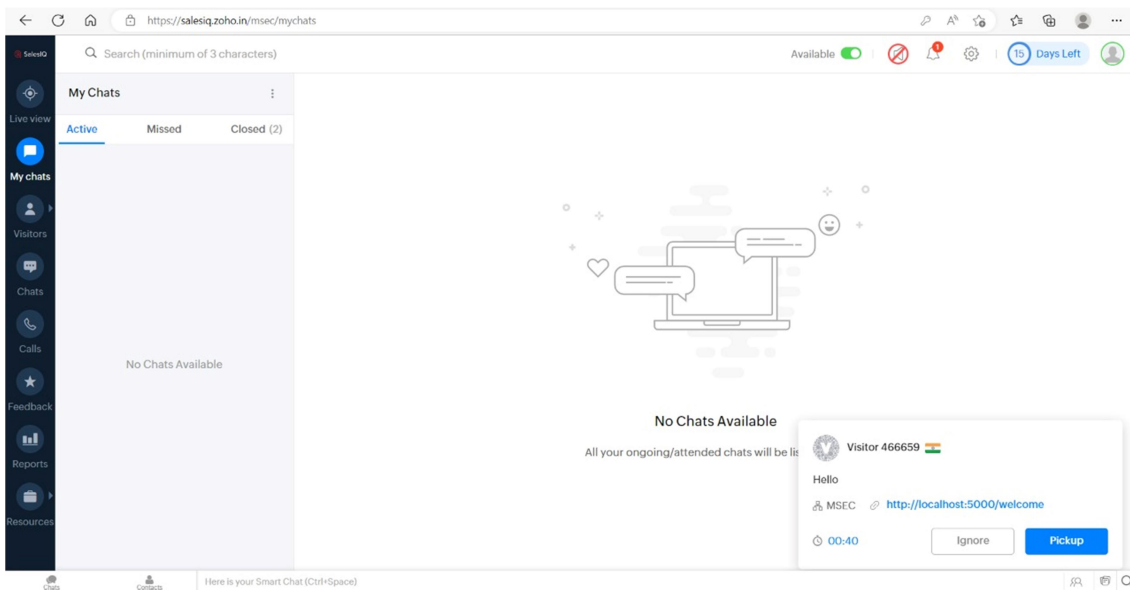 https://salesiq.zoho.in/msec/mychats
SalesIQ
Search (minimum of 3 characters)
Available
1
15 Days Left
Live view
My chats
Visitors
Chats
Calls
Feedback
Reports
Resources
My Chats
Active Missed Closed (2)
No Chats Available
No Chats Available
All your ongoing/attended chats will be
Visitor 466659
Hello
MSEC http://localhost:5000/welcome
00:40 Ignore Pickup
Chats Contacts Here is your Smart Chat (Ctrl+Space)